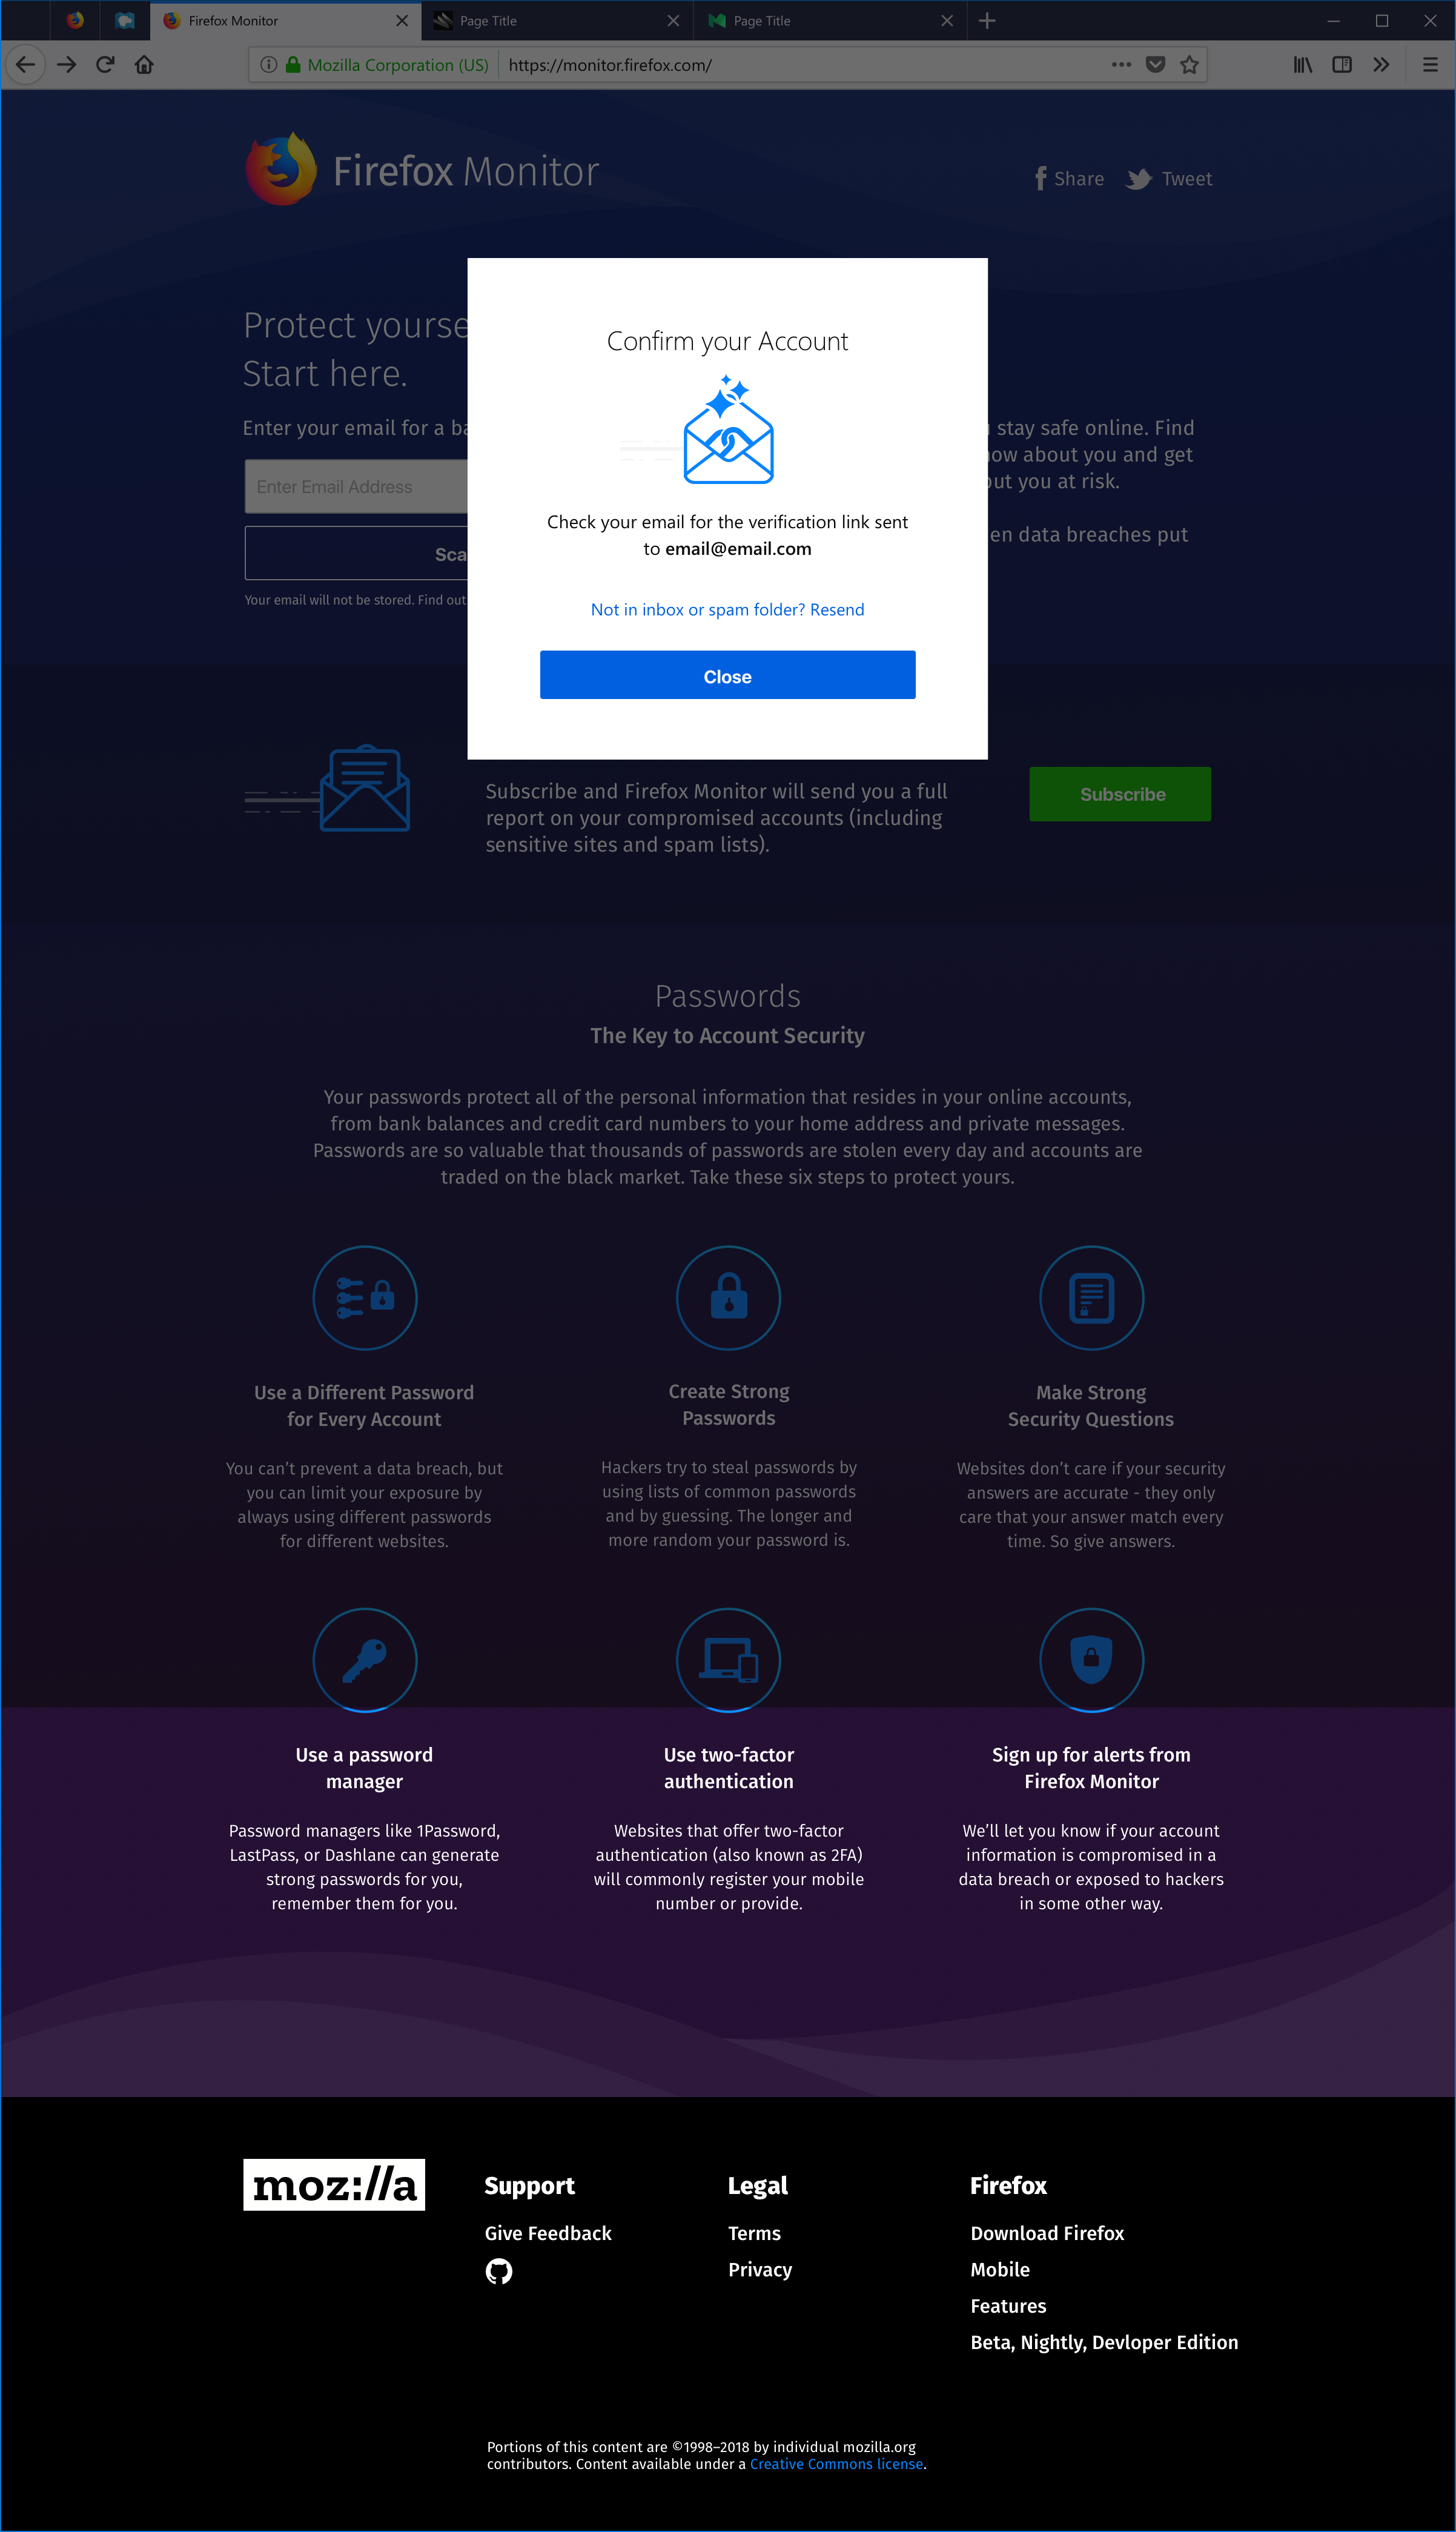 Firefox Monitor
Page Title
Page Title
Mozilla Corporation (US)
https://monitor.firefox.com/
Firefox Monitor
Share
Tweet
Protect
Start here.
Enter your email for a
Enter Email Address
Your email will not be stored. Find out
stay safe online. Find
about you and get
you at risk.
data breaches put
Confirm your Account
Check your email for the verification link sent
to email@email.com
Not in inbox or spam folder? Resend
Close
Subscribe and Firefox Monitor will send you a full
report on your compromised accounts (including
sensitive sites and spam lists).
Subscribe
Passwords
The Key to Account Security
Your passwords protect all of the personal information that resides in your online accounts,
from bank balances and credit card numbers to your home address and private messages.
Passwords are so valuable that thousands of passwords are stolen every day and accounts are
traded on the black market. Take these six steps to protect yours.
Use a Different Password
for Every Account
You can’t prevent a data breach, but
you can limit your exposure by
always using different passwords
for different websites.
Create Strong
Passwords
Hackers try to steal passwords by
using lists of common passwords
and by guessing. The longer and
more random your password is.
Make Strong
Security Questions
Websites don’t care if your security
answers are accurate - they only
care that your answer match every
time. So give answers.
Use a password
manager
Password managers like 1Password,
LastPass, or Dashlane can generate
strong passwords for you,
remember them for you.
Use two-factor
authentication
Websites that offer two-factor
authentication (also known as 2FA)
will commonly register your mobile
number or provide.
Sign up for alerts from
Firefox Monitor
We’ll let you know if your account
information is compromised in a
data breach or exposed to hackers
in some other way.
moz://a
Support
Give Feedback
Legal
Terms
Privacy
Firefox
Download Firefox
Mobile
Features
Beta, Nightly, Devloper Edition
Portions of this content are ©1998–2018 by individual mozilla.org
contributors. Content available under a Creative Commons license.